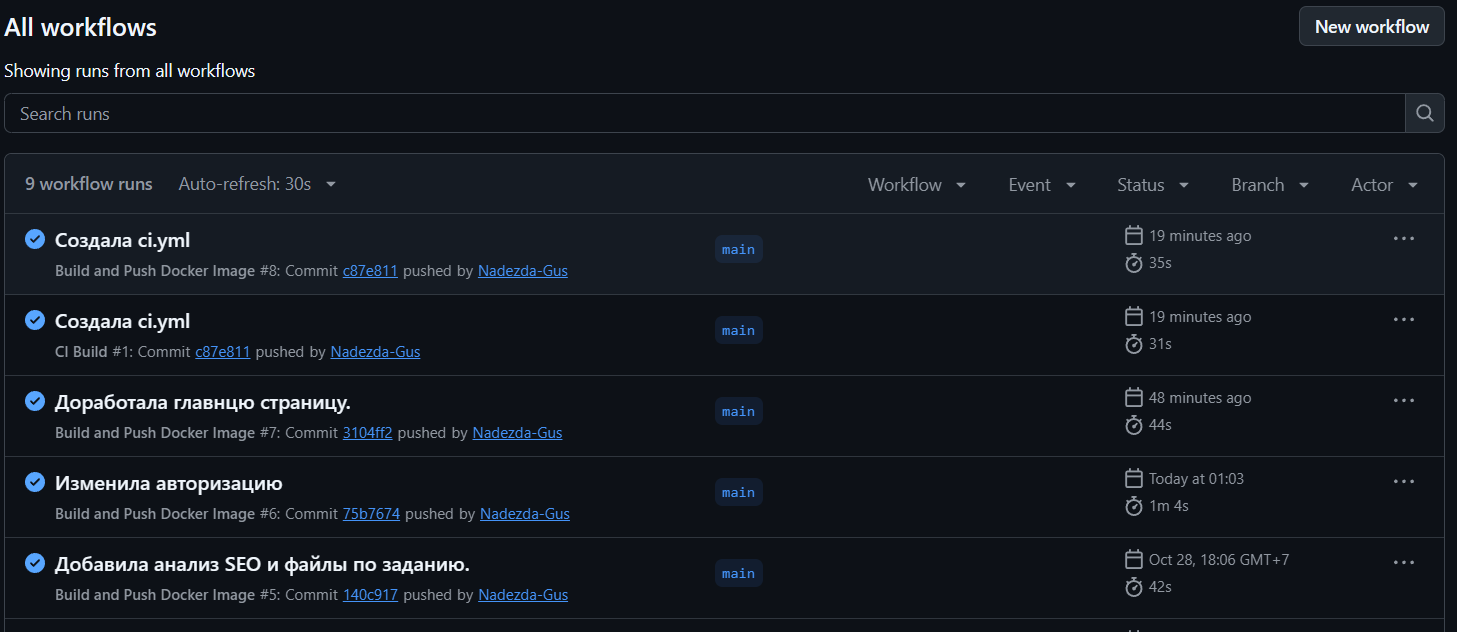 All workflows
New workflow
Showing runs from all workflows
Search runs
9 workflow runs Auto-refresh: 30s Workflow Event Status Branch Actor
Создала ci.yml
main
19 minutes ago
Build and Push Docker Image #8: Commit c87e811 pushed by Nadezda-Gus
35s
Создала ci.yml
main
19 minutes ago
CI Build #1: Commit c87e811 pushed by Nadezda-Gus
31s
Доработала главнцю страницу.
main
48 minutes ago
Build and Push Docker Image #7: Commit 3104ff2 pushed by Nadezda-Gus
44s
Изменила авторизацию
main
Today at 01:03
Build and Push Docker Image #6: Commit 75b7674 pushed by Nadezda-Gus
1m 4s
Добавила анализ SEO и файлы по заданию.
main
Oct 28, 18:06 GMT+7
Build and Push Docker Image #5: Commit 140c917 pushed by Nadezda-Gus
42s